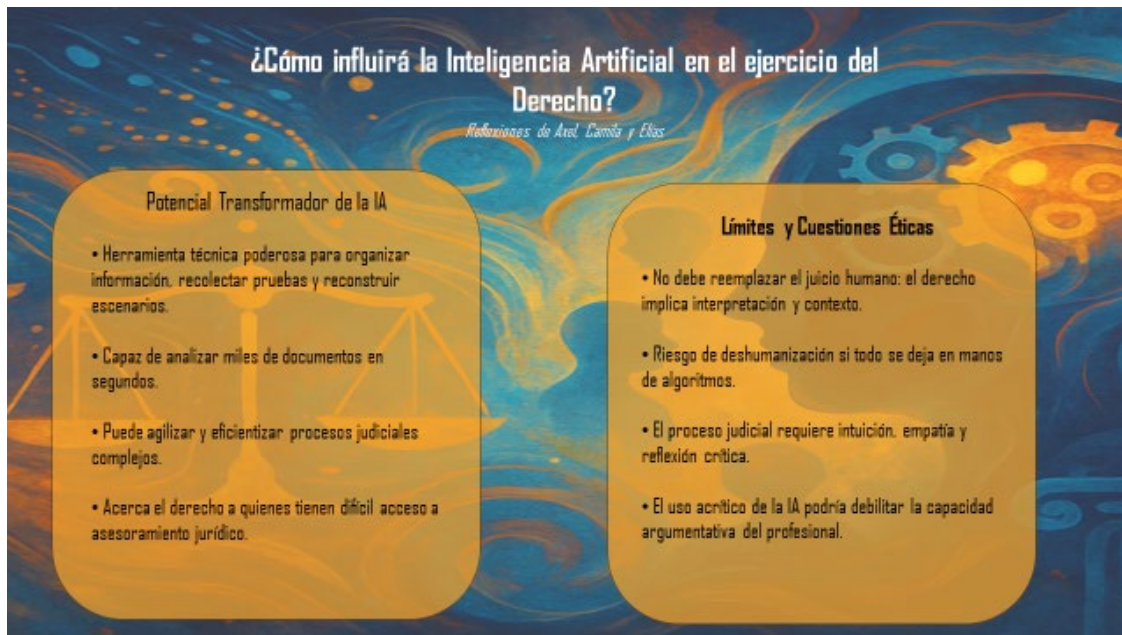 ¿Cómo influirá la Inteligencia Artificial en el ejercicio del
Derecho?
Reflexiones de Axel, Camila y Elías
Potencial Transformador de la IA
• Herramienta técnica poderosa para organizar
información, recolectar pruebas y reconstruir
escenarios.
• Capaz de analizar miles de documentos en
segundos.
• Puede agilizar y eficientizar procesos judiciales
complejos.
• Acerca el derecho a quienes tienen difícil acceso a
asesoramiento jurídico.
Límites y Cuestiones Éticas
• No debe reemplazar el juicio humano: el derecho
implica interpretación y contexto.
• Riesgo de deshumanización si todo se deja en manos
de algoritmos.
• El proceso judicial requiere intuición, empatía y
reflexión crítica.
• El uso acrítico de la IA podría debilitar la capacidad
argumentativa del profesional.